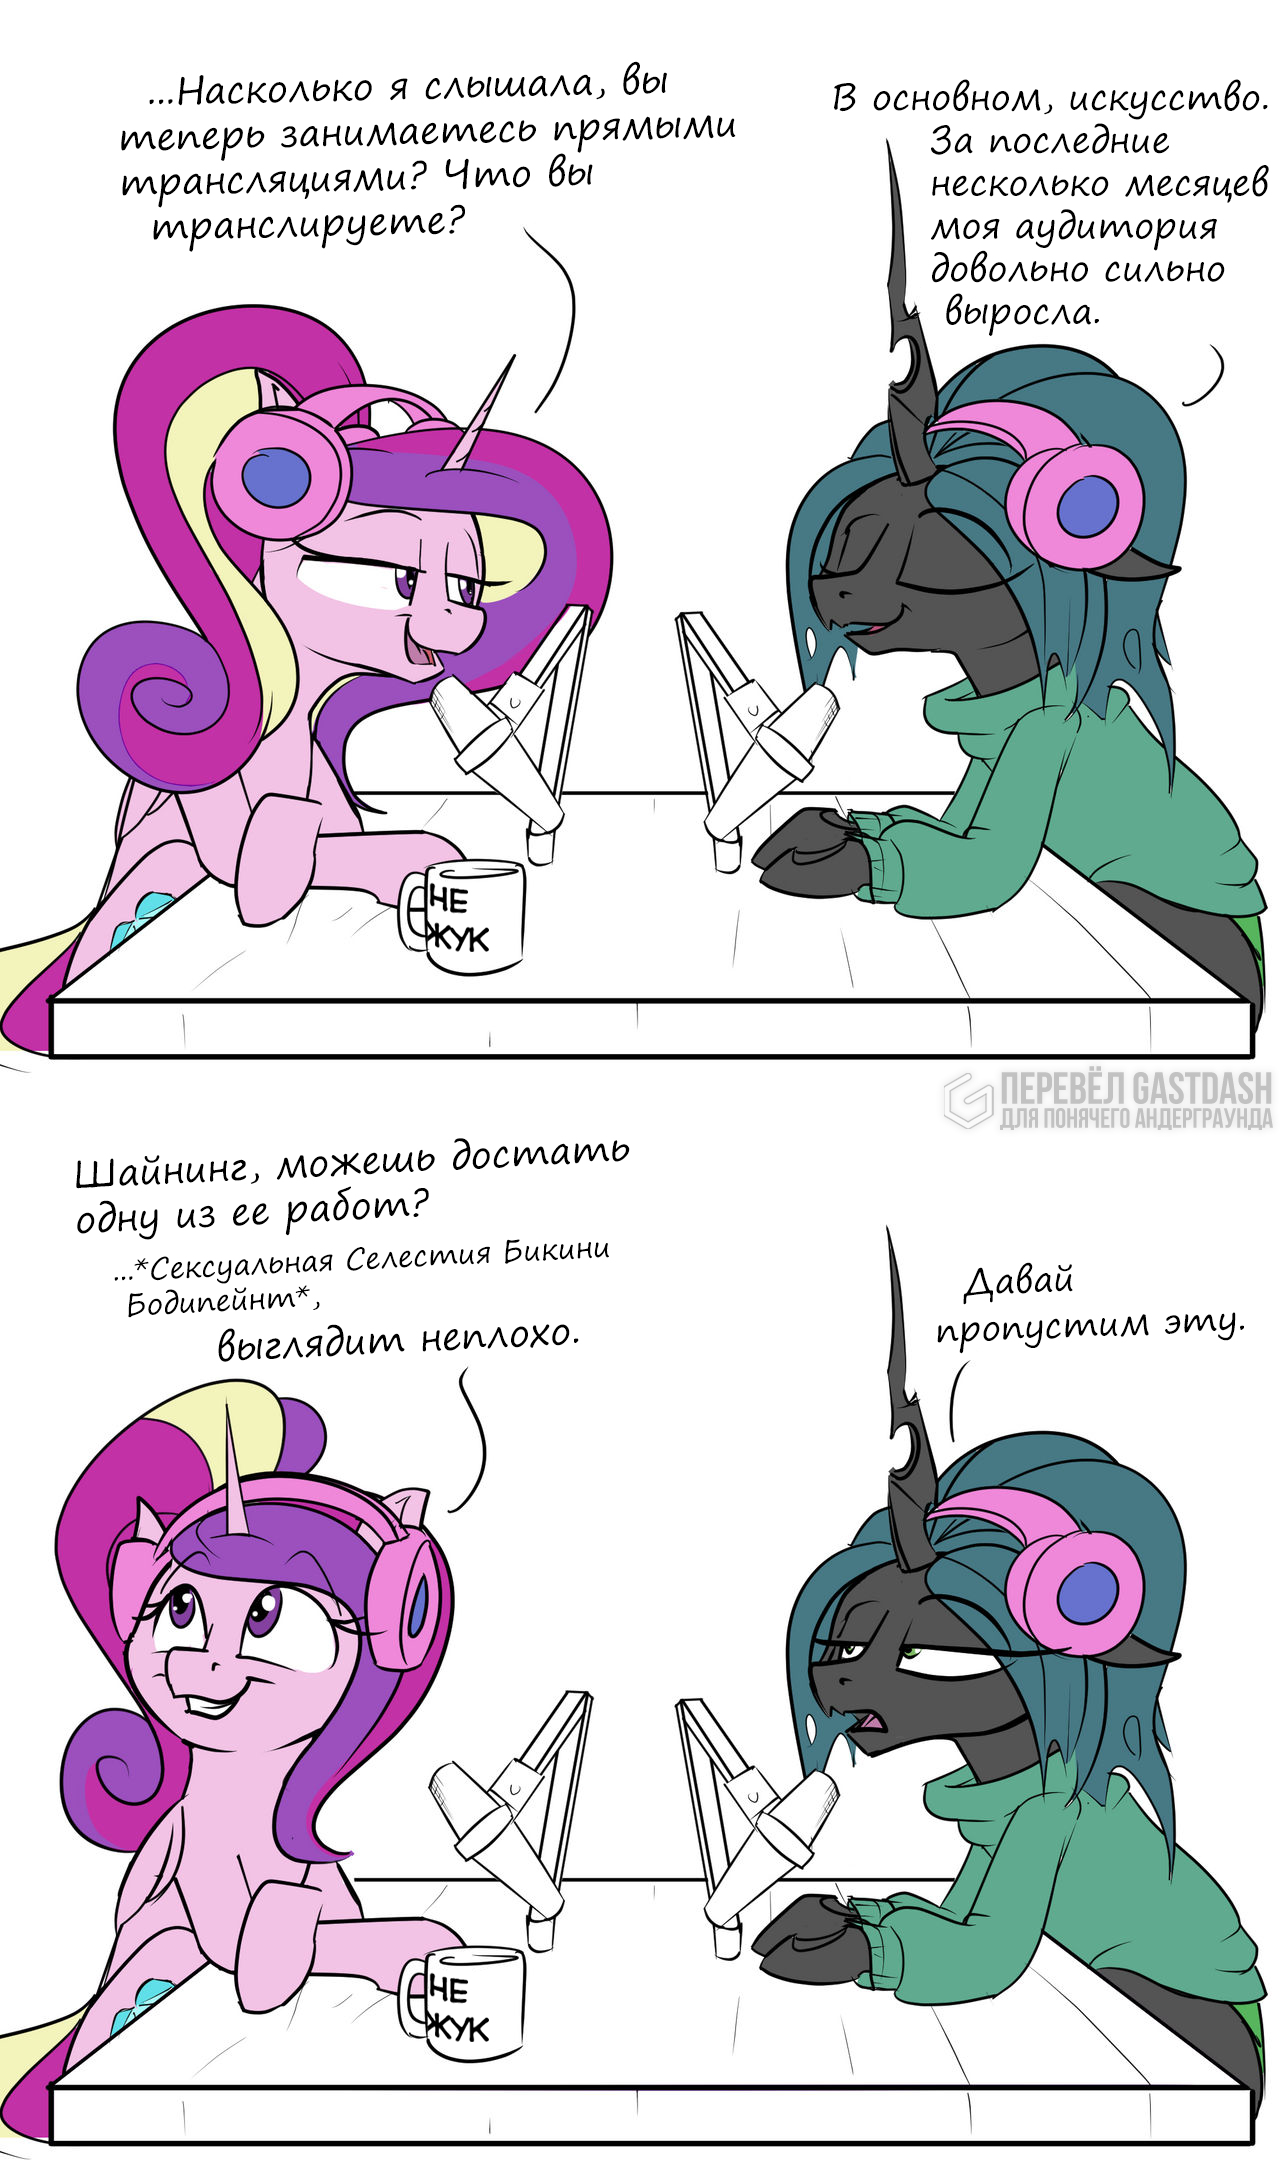 ...Насколько я слышала, вы
теперь занимаетесь прямыми
трансляциями? Что вы
транслируете?
В основном, искусство.
За последние
несколько месяцев
моя аудитория
довольно сильно
выросла.
НЕ
ЖУК
ПЕРЕВЁЛ GASTDASH
ДЛЯ ПОНЯЧЕГО АНДЕРГРАУНДА
Шайнинг, можешь достать
одну из ее работ?
...*Сексуальная Селестия Бикини
Бодипейнт*,
выглядит неплохо.
Давай
пропустим эту.
НЕ
ЖУК